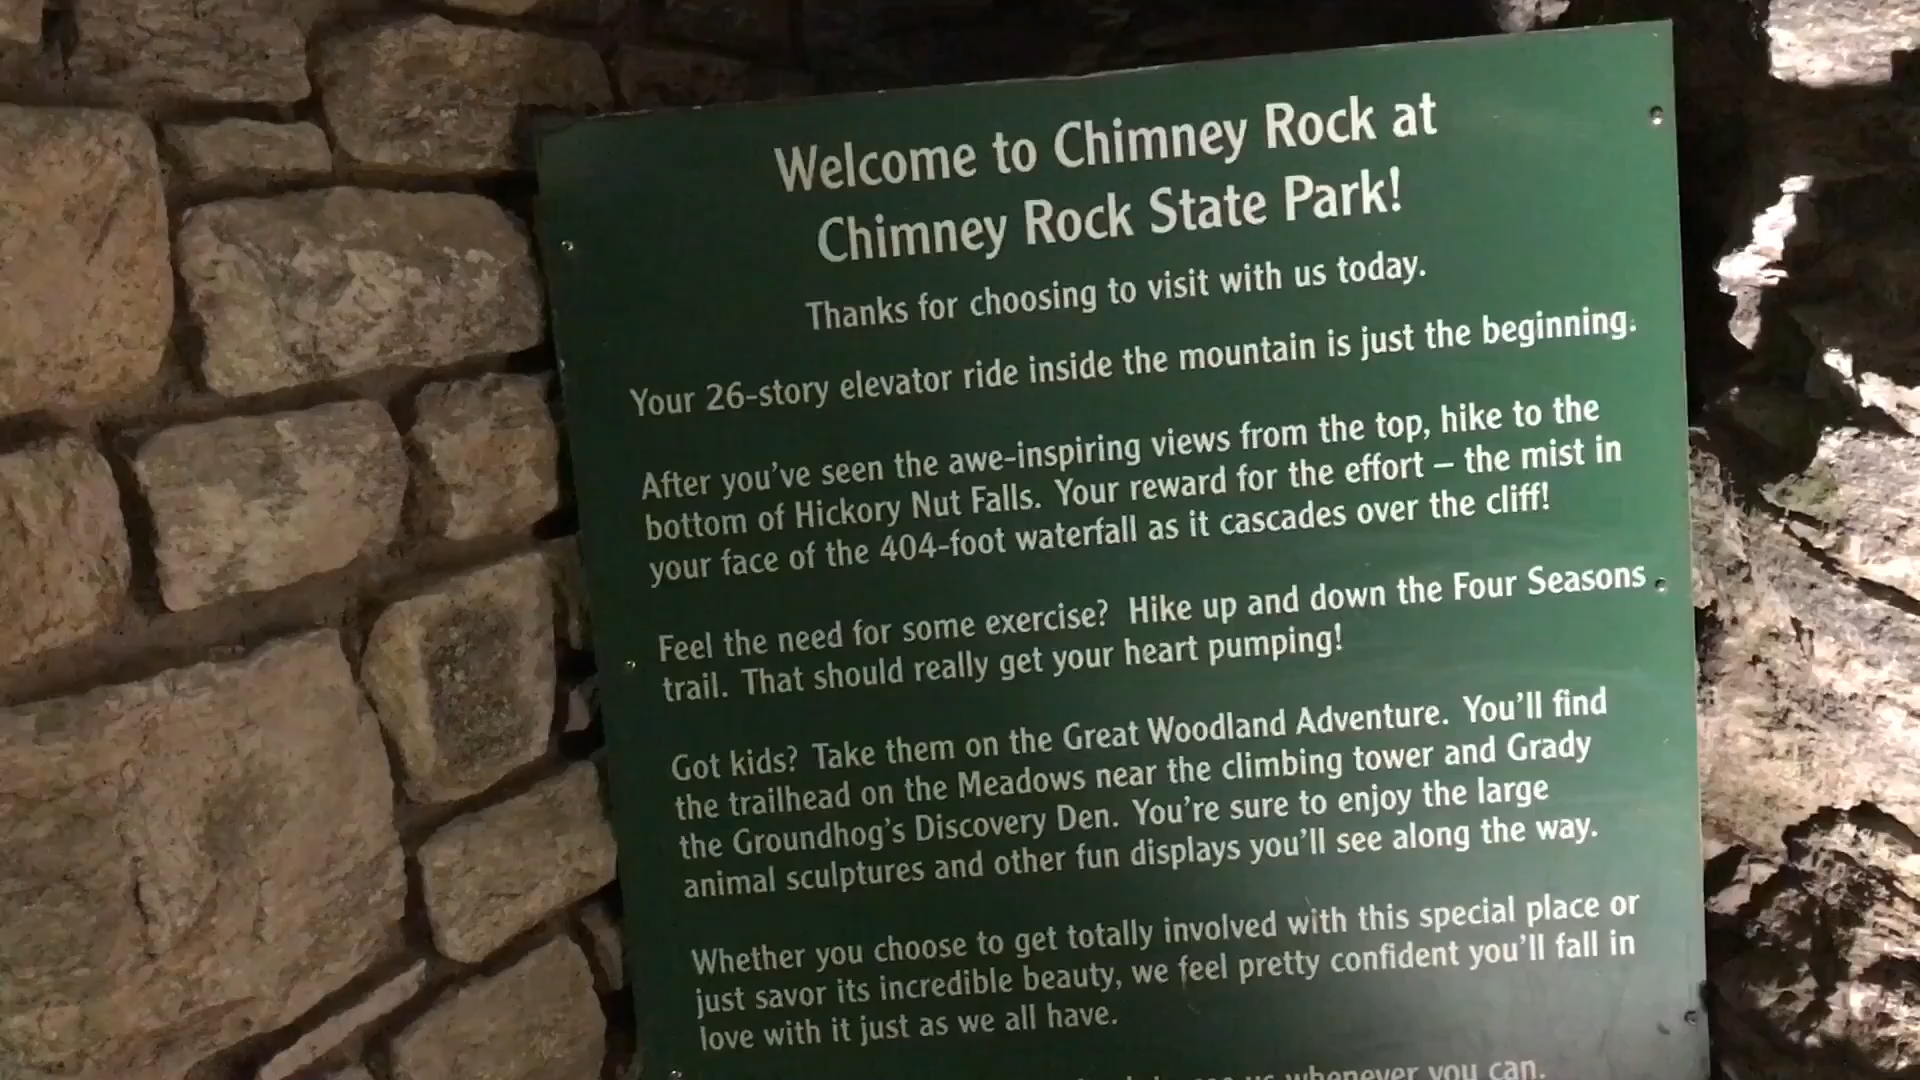 Welcome to Chimney Rock at
Chimney Rock State Park!
Thanks for choosing to visit with us today.
Your 26-story elevator ride inside the mountain is just the beginning.
After you've seen the awe-inspiring views from the top, hike to the
bottom of Hickory Nut Falls. Your reward for the effort – the mist in
your face of the 404-foot waterfall as it cascades over the cliff!
Feel the need for some exercise? Hike up and down the Four Seasons
trail. That should really get your heart pumping!
Got kids? Take them on the Great Woodland Adventure. You'll find
the trailhead on the Meadows near the climbing tower and Grady
the Groundhog's Discovery Den. You're sure to enjoy the large
animal sculptures and other fun displays you'll see along the way.
Whether you choose to get totally involved with this special place or
just savor its incredible beauty, we feel pretty confident you'll fall in
love with it just as we all have.
us whenever you can.